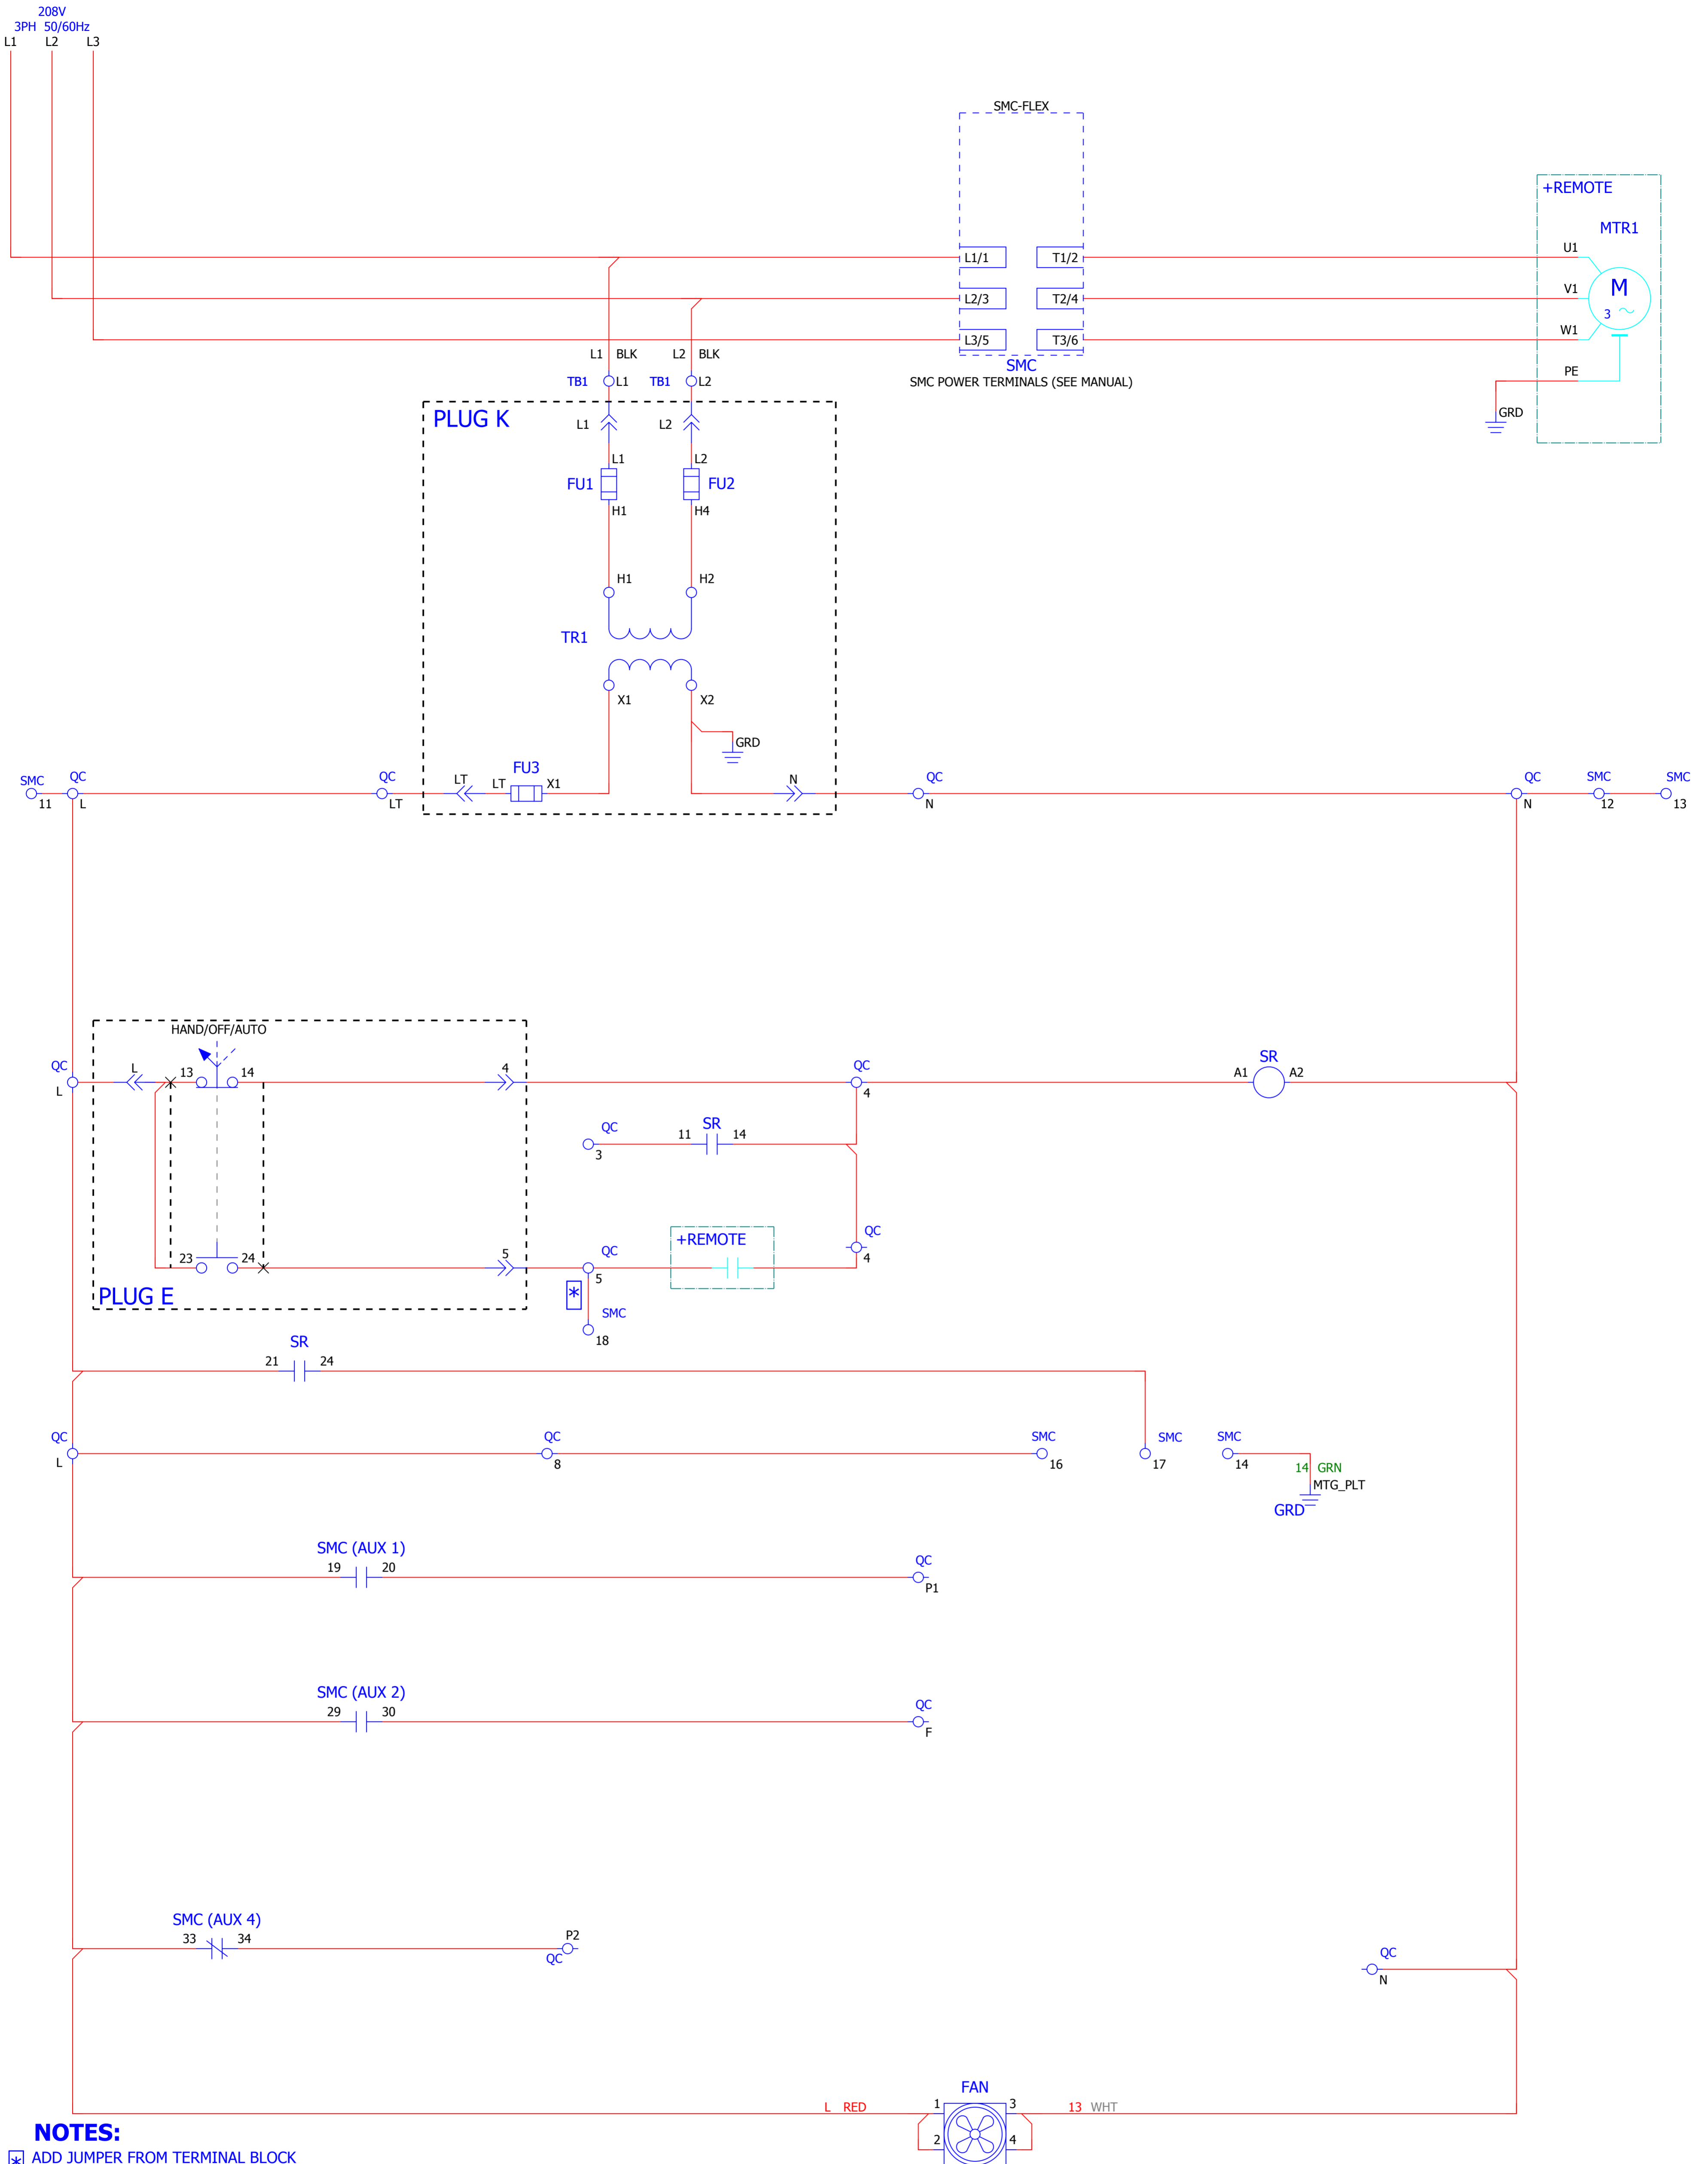 208V
3PH 50/60Hz
L1 L2 L3
SMC-FLEX
+REMOTE
MTR1
L1/1 T1/2 U1
L2/3 T2/4 V1 M
3
L3/5 T3/6 W1
SMC
SMC POWER TERMINALS (SEE MANUAL)
PE
GRD
L1 BLK L2 BLK
TB1 L1 TB1 L2
PLUG K
L1 L2
L1 L2
FU1 FU2
H1 H4
H1 H2
TR1
X1 X2
GRD
SMC QC QC LT LT FU3 X1 N QC QC SMC SMC
11 L LT N N 12 13
HAND/OFF/AUTO
QC L 13 14 4 QC SR
L 4 A1 A2
QC 11 SR 14
3
QC
4
+REMOTE
23 24 5 QC
5
PLUG E
*
SMC
18
SR
21 24
QC QC SMC SMC SMC
L 8 16 17 14
14 GRN
MTG_PLT
GRD
SMC (AUX 1)
19 20 QC
P1
SMC (AUX 2)
29 30 QC
F
SMC (AUX 4)
33 34 P2
QC
QC
N
FAN
L RED 1 3 13 WHT
2 4
NOTES:
* ADD JUMPER FROM TERMINAL BLOCK